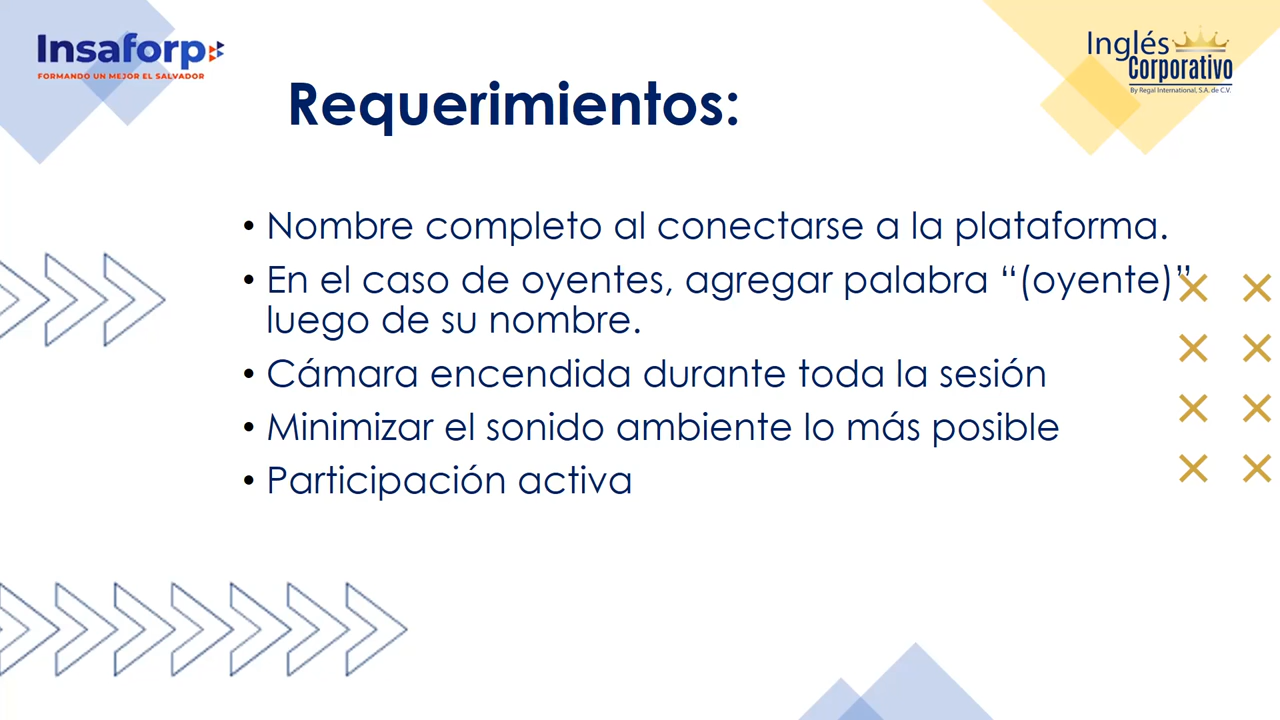 Insaforp
FORMANDO UN MEJOR EL SALVADOR
Inglés
Corporativo
By Regal International, S.A. de C.V.
Requerimientos:
• Nombre completo al conectarse a la plataforma.
• En el caso de oyentes, agregar palabra “(oyente)”
luego de su nombre.
• Cámara encendida durante toda la sesión
• Minimizar el sonido ambiente lo más posible
• Participación activa